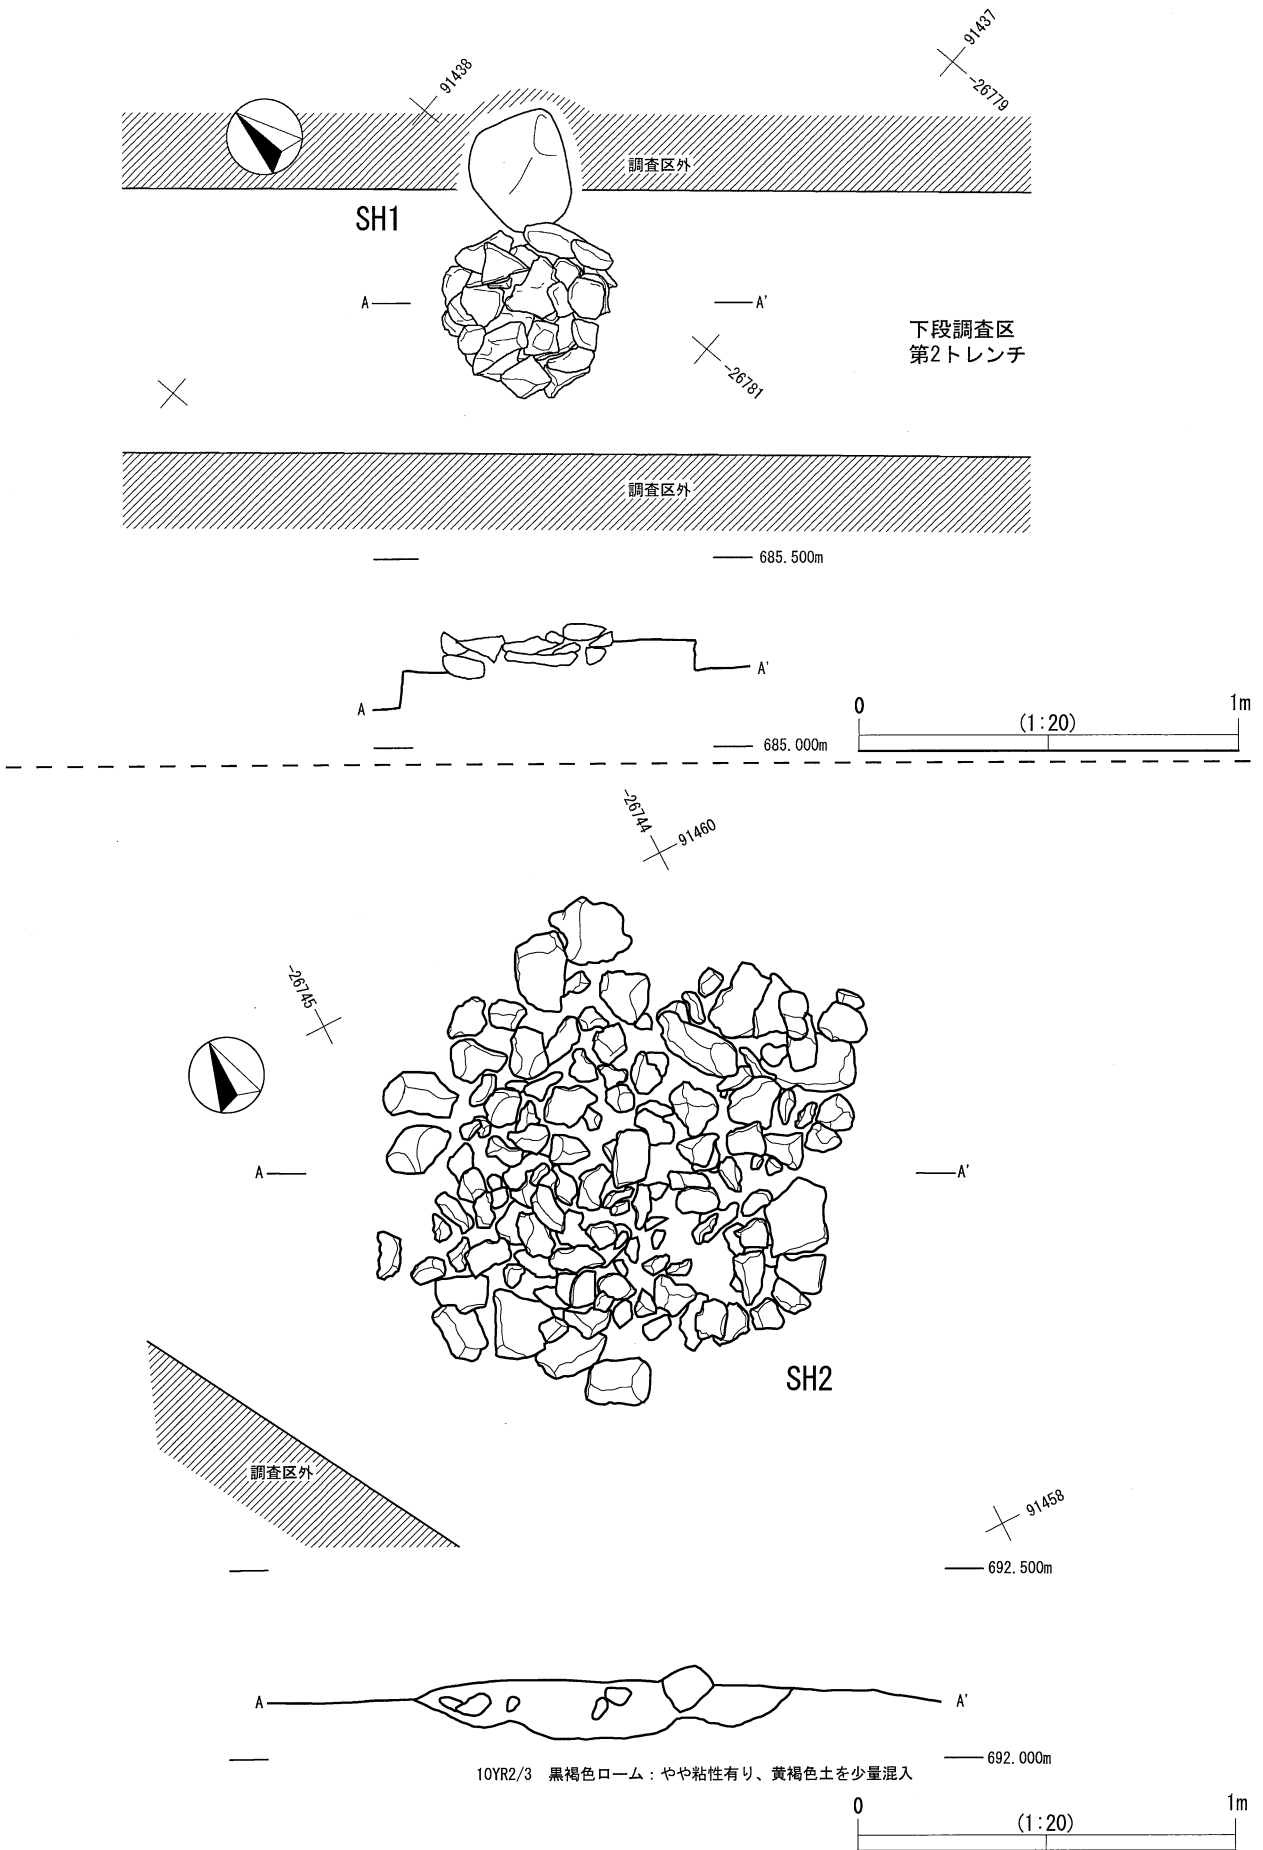 91437
-26779
91438
調査区外
SH1
A
A'
下段調査区
第2トレンチ
-26781
調査区外
685.500m
A'
A
0
1m
(1:20)
685.000m
-26744
91460
-26745
A
A'
SH2
調査区外
91458
692.500m
A
A'
692.000m
10YR2/3 黒褐色ローム：やや粘性有り、黄褐色土を少量混入
0
1m
(1:20)